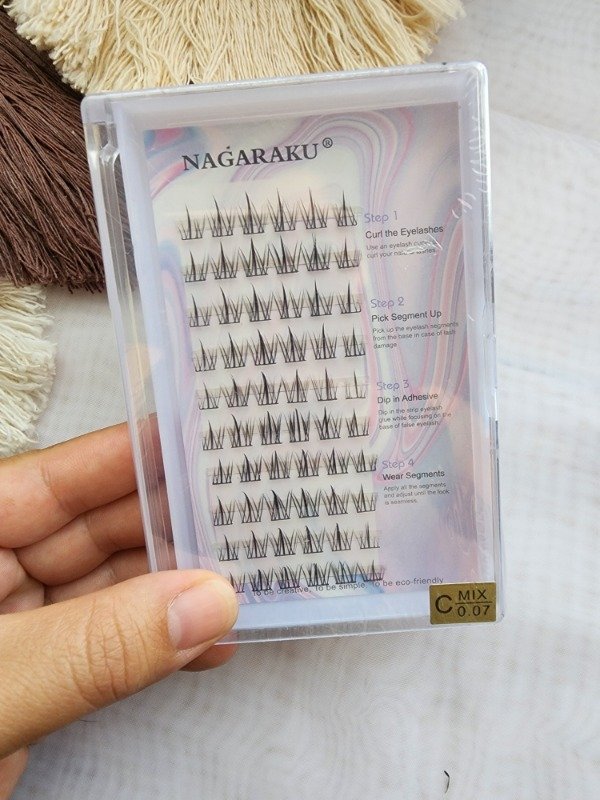 NAGARAKU®
Step 1
Curl the Eyelashes
Use an eyelash
curl your
Step 2
Pick Segment Up
Pick up the eyelash segments
from the base in case of lash
damage
Step 3
Dip in Adhesive
Dip in the strip eyelash
glue while focusing on the
base of false eyelash.
Step 4
Wear Segments
Apply all the segments
and adjust until the look
is seamless.
To be creative, To be simple, To be eco-friendly
C MIX
0.07